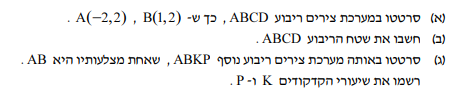 (א) סרטטו במערכת צירים ריבוע ABCD , כך ש- A(−2,2) , B(1,2) .
(ב) חשבו את שטח הריבוע ABCD .
(ג) סרטטו באותה מערכת צירים ריבוע נוסף ABKP , שאחת מצלעותיו היא AB .
רשמו את שיעורי הקדקודים K ו- P .